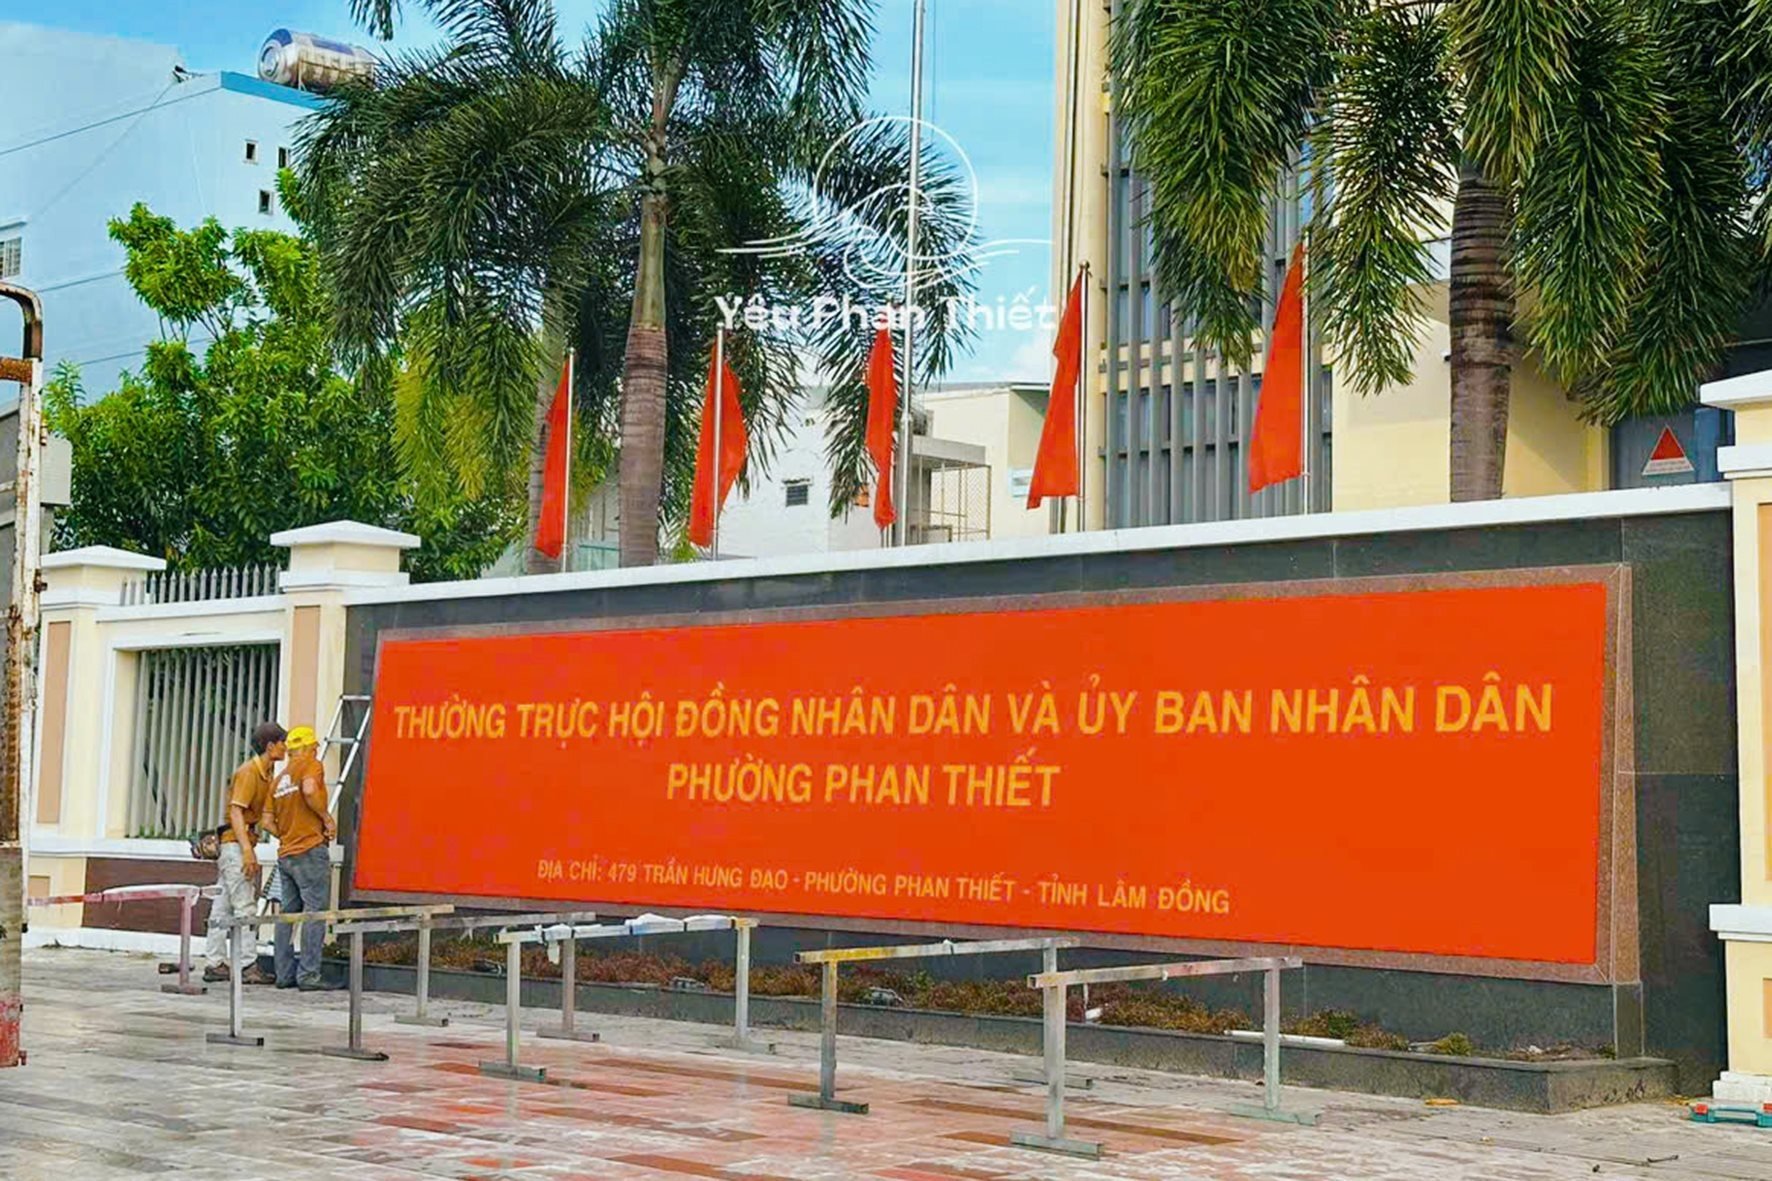 Yêu Phan Thiết
THƯỜNG TRỰC HỘI ĐỒNG NHÂN DÂN VÀ ỦY BAN NHÂN DÂN
PHƯỜNG PHAN THIẾT
ĐỊA CHỈ: 479 TRẦN HƯNG ĐẠO - PHƯỜNG PHAN THIẾT - TỈNH LÂM ĐỒNG